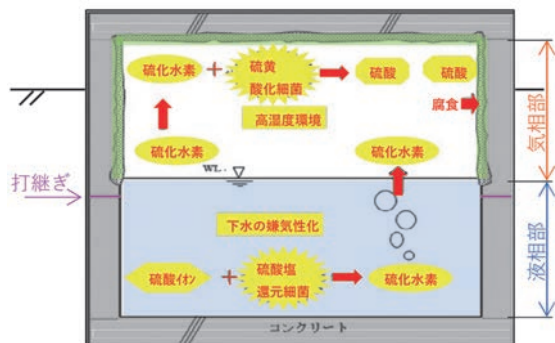 硫化水素 + 硫黄
酸化細菌
硫酸
硫酸
高湿度環境
腐食
硫化水素
硫化水素
気相部
WL.
打継ぎ
下水の嫌気性化
液相部
硫酸ｲｵﾝ + 硫酸塩
還元細菌
硫化水素
コンクリート